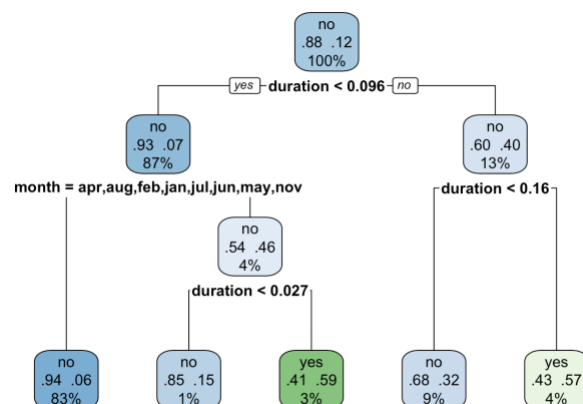 no
.88 .12
100%
yes duration < 0.096 no
no
.93 .07
87%
no
.60 .40
13%
month = apr,aug,feb,jan,jul,jun,may,nov
duration < 0.16
no
.54 .46
4%
duration < 0.027
no
.94 .06
83%
no
.85 .15
1%
yes
.41 .59
3%
no
.68 .32
9%
yes
.43 .57
4%